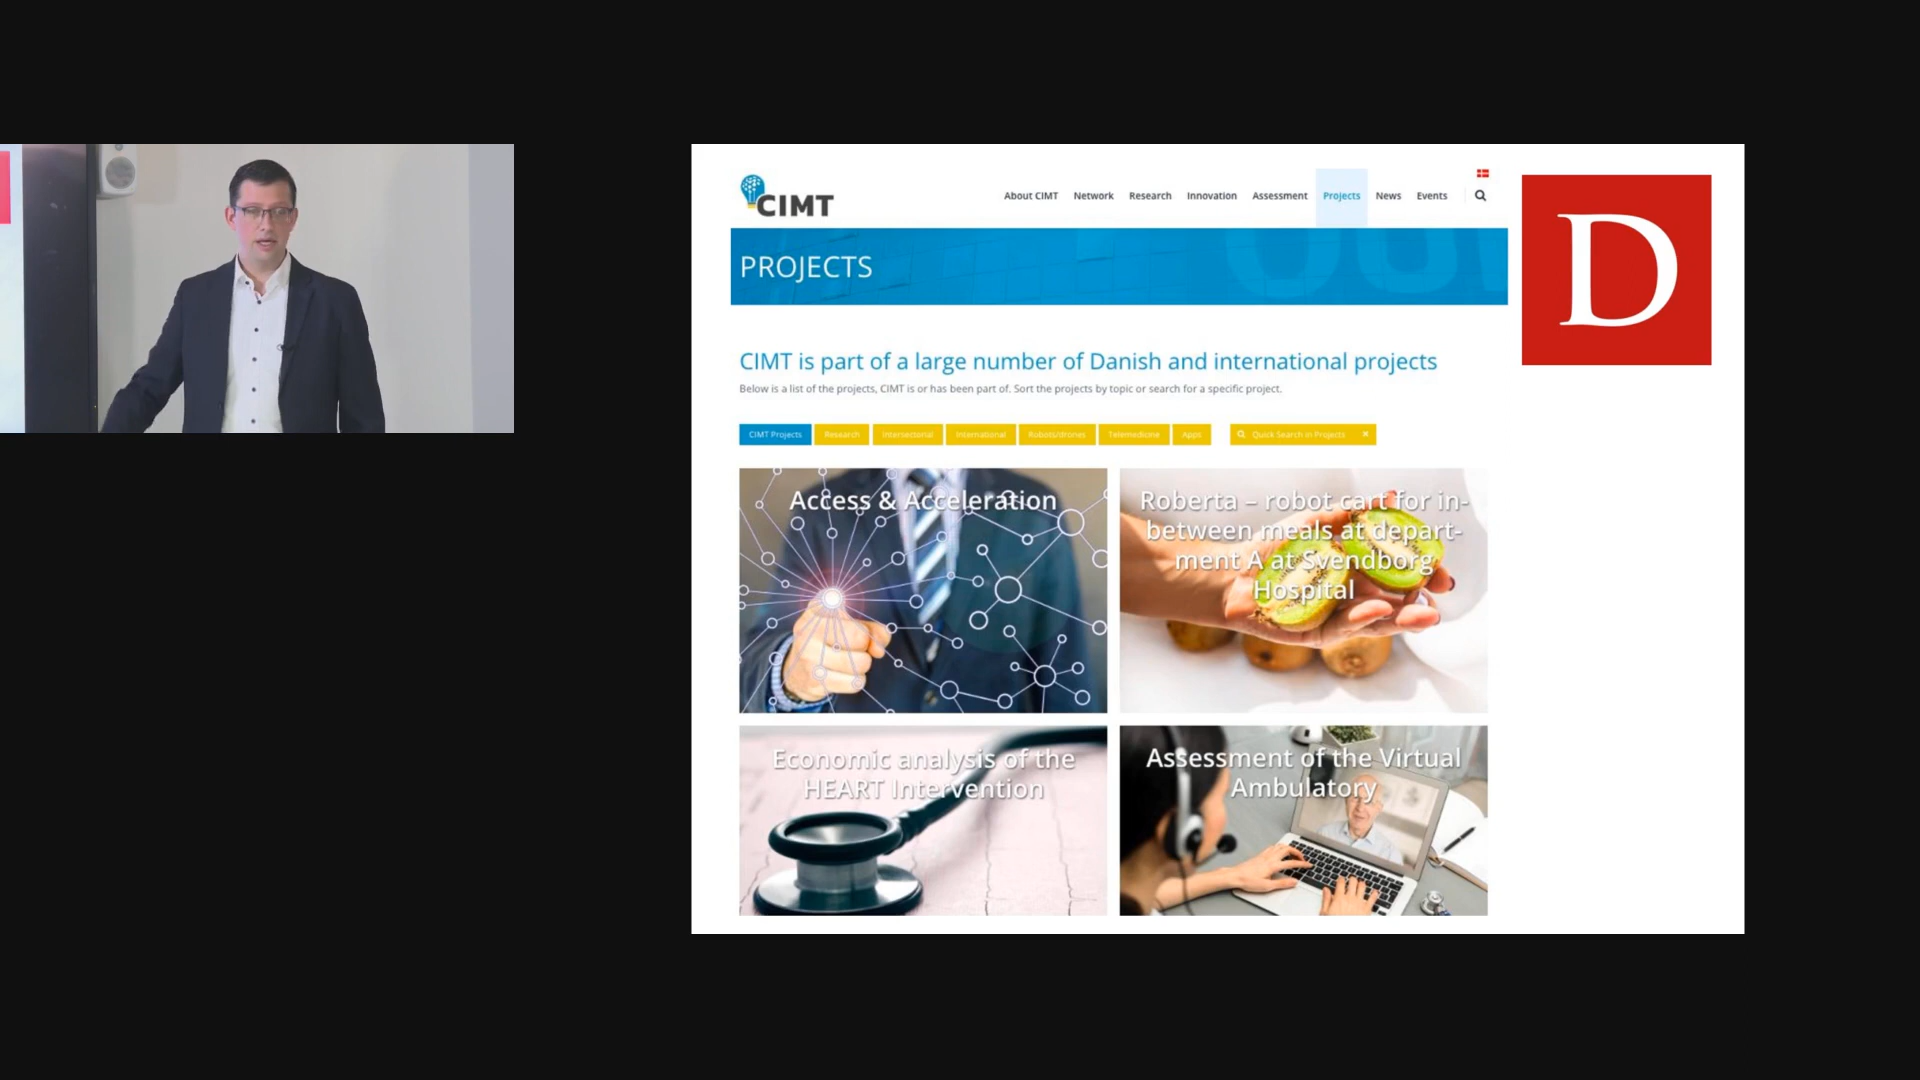 CIMT
About CIMT Network Research Innovation Assessment Projects News Events
D
PROJECTS
CIMT is part of a large number of Danish and international projects
Below is a list of the projects, CIMT is or has been part of. Sort the projects by topic or search for a specific project.
CIMT Projects Research Intersectorial International Robots/drones Telemedicine Apps Quick Search in Projects ×
Access & Acceleration
Roberta – robot cart for in-
between meals at depart-
ment A at Svendborg
Hospital
Economic analysis of the
HEART Intervention
Assessment of the Virtual
Ambulatory